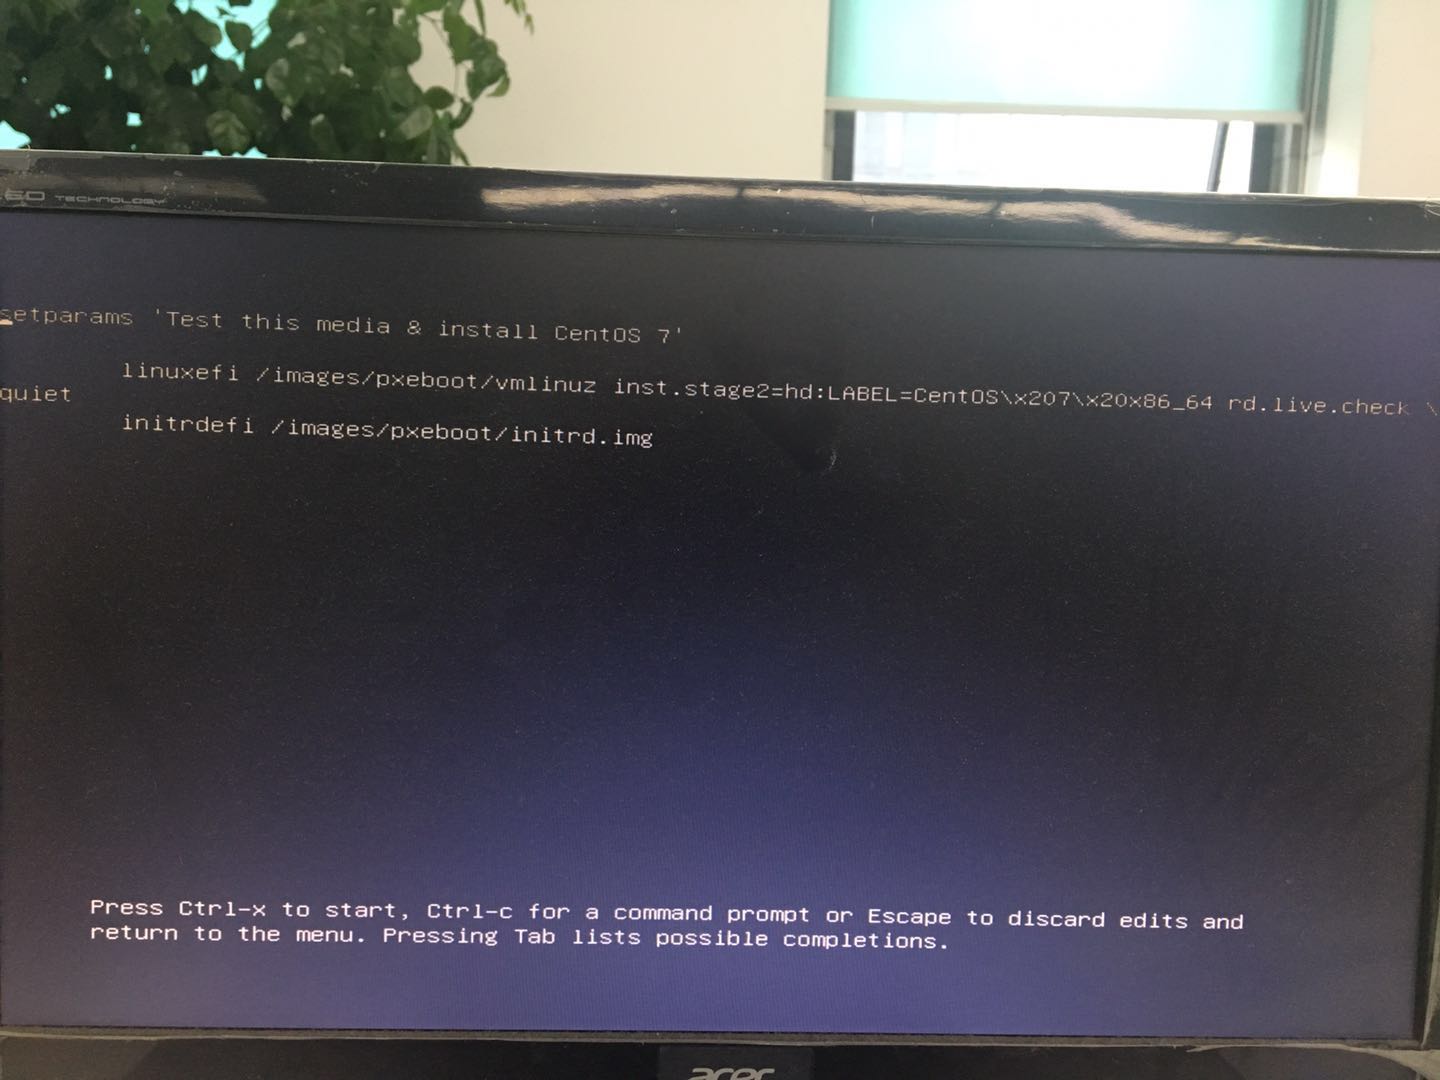 ED TECHNOLOGY
setparams 'Test this media & install CentOS 7'
linuxefi /images/pxeboot/vmlinuz inst.stage2=hd:LABEL=CentOS\x207\x20x86_64 rd.live.check \
quiet
initrdefi /images/pxeboot/initrd.img
Press Ctrl-x to start, Ctrl-c for a command prompt or Escape to discard edits and
return to the menu. Pressing Tab lists possible completions.
acer